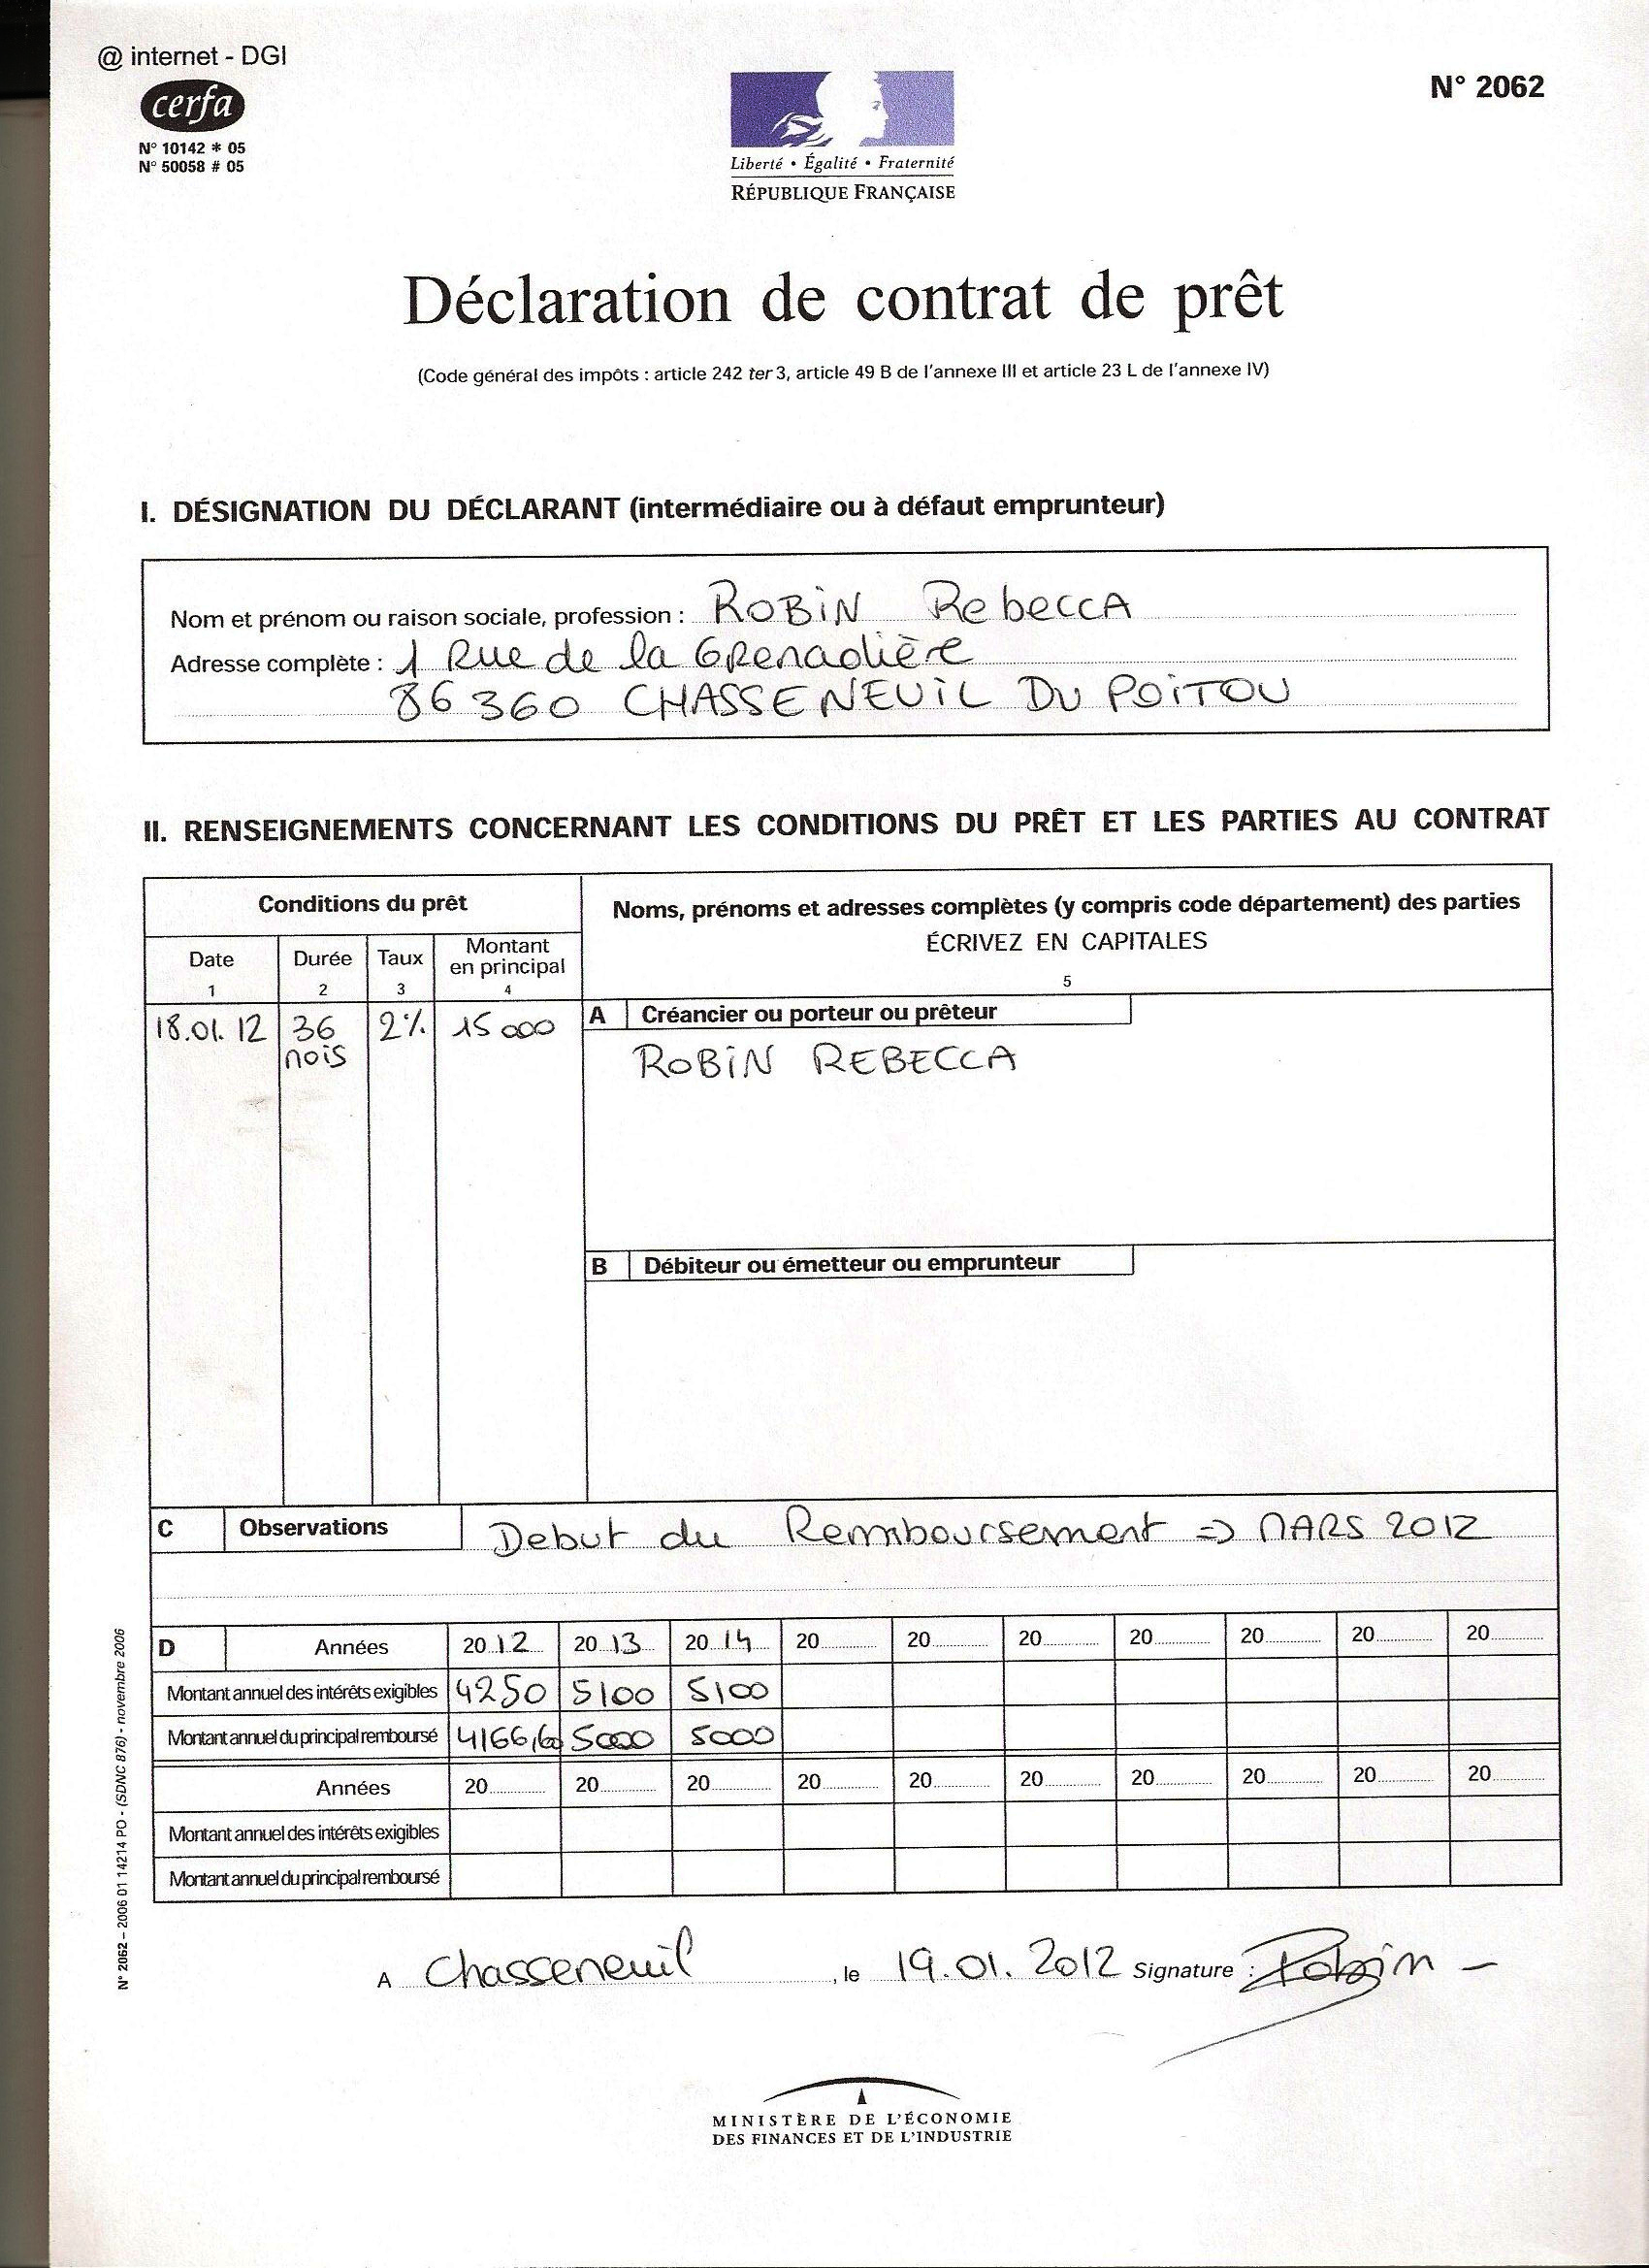 @ internet - DGI
cerfa
N° 10142 * 05
N° 50058 # 05
Liberté • Égalité • Fraternité
RÉPUBLIQUE FRANÇAISE
N° 2062
Déclaration de contrat de prêt
(Code général des impôts : article 242 ter 3, article 49 B de l'annexe III et article 23 L de l'annexe IV)
I. DÉSIGNATION DU DÉCLARANT (intermédiaire ou à défaut emprunteur)
Nom et prénom ou raison sociale, profession : ROBIN RebeccA
Adresse complète : 1 Rue de la Grenadière
86360 CHASSENEUIL DU POITOU
II. RENSEIGNEMENTS CONCERNANT LES CONDITIONS DU PRÊT ET LES PARTIES AU CONTRAT
Conditions du prêt
Noms, prénoms et adresses complètes (y compris code département) des parties
ÉCRIVEZ EN CAPITALES
5
Date Durée Taux Montant en principal
1 2 3 4
18.01.12 36 mois 2% 15 000
A Créancier ou porteur ou prêteur
ROBIN REBECCA
B Débiteur ou émetteur ou emprunteur
C Observations Debut du Remboursement => MARS 2012
D Années 20 12 20 13 20 14 20 20 20 20 20 20 20
Montant annuel des intérêts exigibles 4250 5100 5100
Montant annuel du principal remboursé 4166,60 5000 5000
Années 20 20 20 20 20 20 20 20 20 20
Montant annuel des intérêts exigibles
Montant annuel du principal remboursé
N° 2062 – 2006 01 14214 PO - (SDNC 876) - novembre 2006
A Chasseneuil , le 19.01.2012 Signature : Robin
MINISTÈRE DE L'ÉCONOMIE
DES FINANCES ET DE L'INDUSTRIE